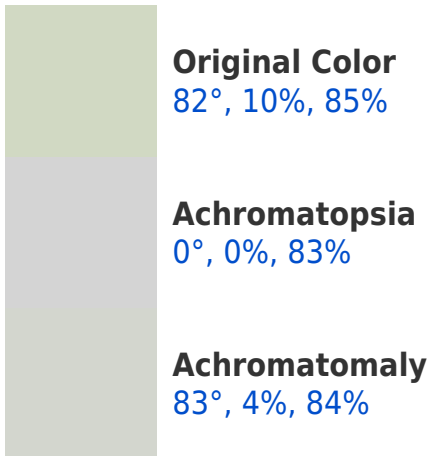 Original Color
82°, 10%, 85%
Achromatopsia
0°, 0%, 83%
Achromatomaly
83°, 4%, 84%